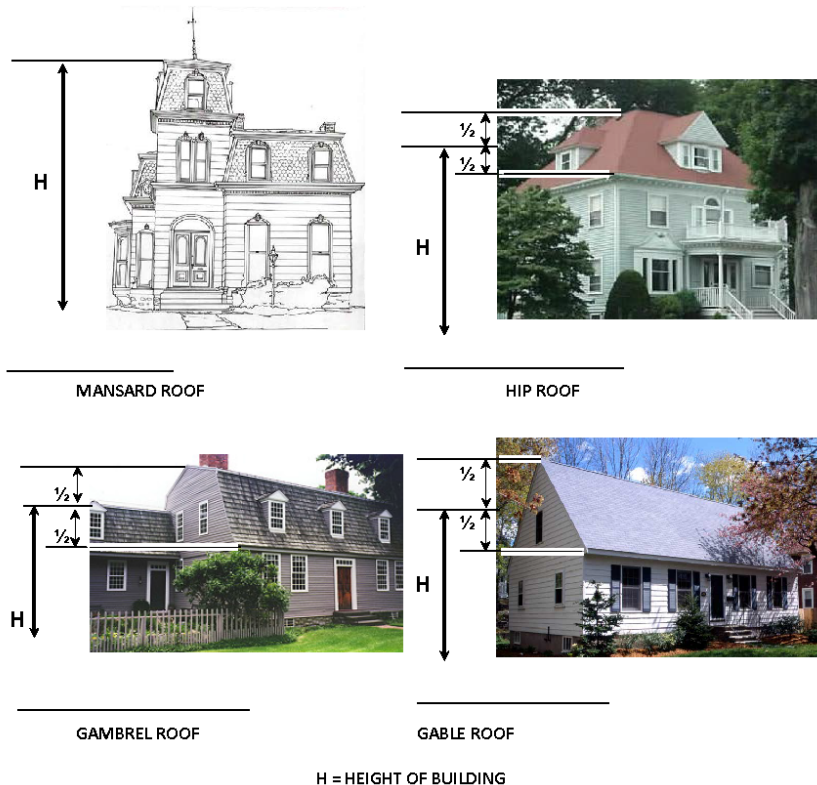 H
½
½
H
MANSARD ROOF
HIP ROOF
½
½
H
½
½
H
GAMBREL ROOF
GABLE ROOF
H = HEIGHT OF BUILDING